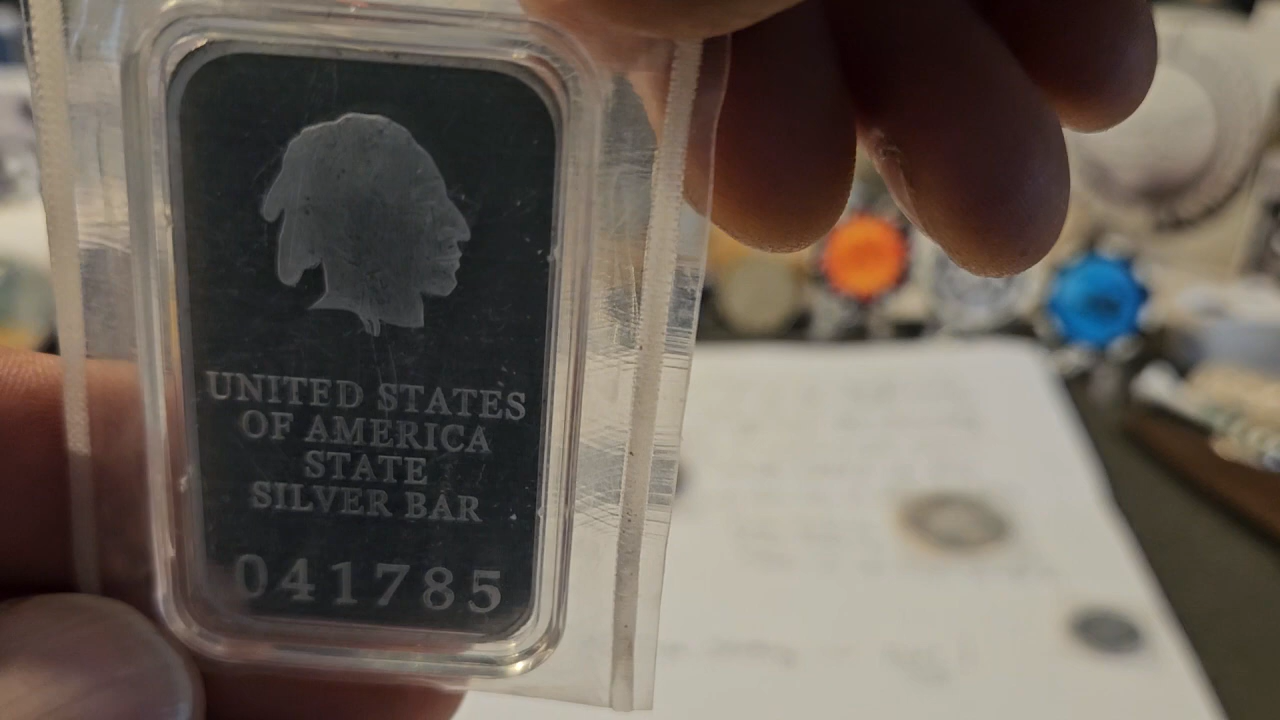 UNITED STATES
OF AMERICA
STATE
SILVER BAR
041785